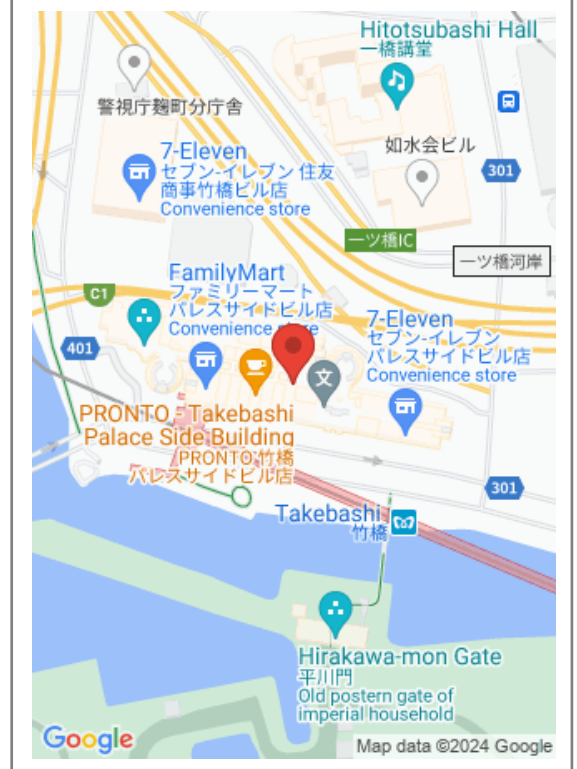 Hitotsubashi Hall
一橋講堂
警視庁麹町分庁舎
如水会ビル
7-Eleven
セブン-イレブン 住友
商事竹橋ビル店
Convenience store
301
一ツ橋IC
一ツ橋河岸
FamilyMart
ファミリーマート
パレスサイドビル店
Convenience store
C1
7-Eleven
セブン-イレブン
パレスサイドビル店
Convenience store
401
文
PRONTO - Takebashi
Palace Side Building
PRONTO 竹橋
パレスサイドビル店
301
Takebashi
竹橋
Hirakawa-mon Gate
平川門
Old postern gate of
imperial household
Google
Map data ©2024 Google